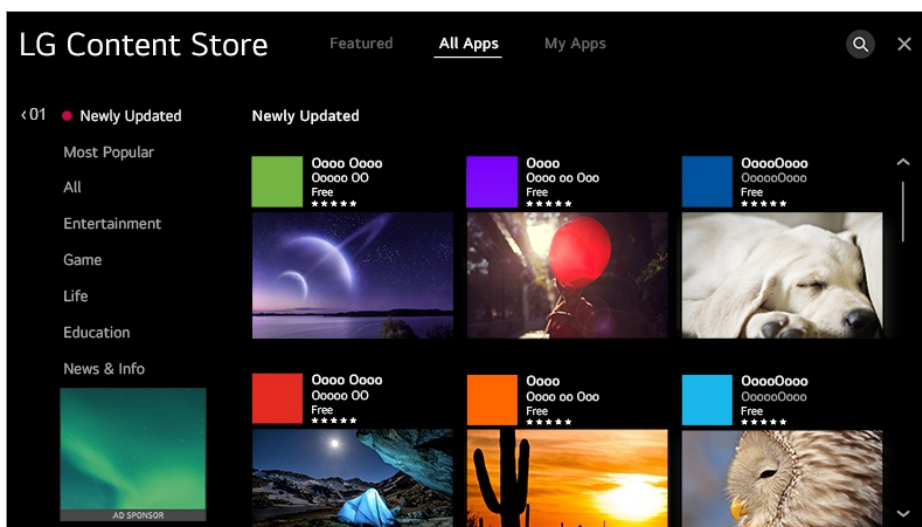 LG Content Store
Featured
All Apps
My Apps
‹01
Newly Updated
Most Popular
All
Entertainment
Game
Life
Education
News & Info
AD SPONSOR
Newly Updated
Oooo Oooo
Ooooo OO
Free
★★★★★
Oooo
Oooo oo Ooo
Free
★★★★★
OoooOooo
OooooOooo
Free
★★★★★
Oooo Oooo
Ooooo OO
Free
★★★★★
Oooo
Oooo oo Ooo
Free
★★★★★
OoooOooo
OooooOooo
Free
★★★★★